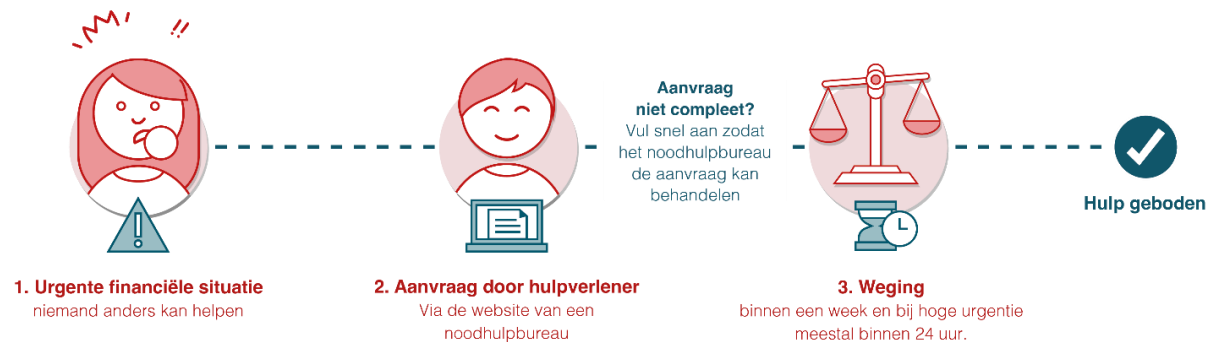 !!
1. Urgente financiële situatie
niemand anders kan helpen
2. Aanvraag door hulpverlener
Via de website van een
noodhulpbureau
Aanvraag
niet compleet?
Vul snel aan zodat
het noodhulpbureau
de aanvraag kan
behandelen
3. Weging
binnen een week en bij hoge urgentie
meestal binnen 24 uur.
Hulp geboden